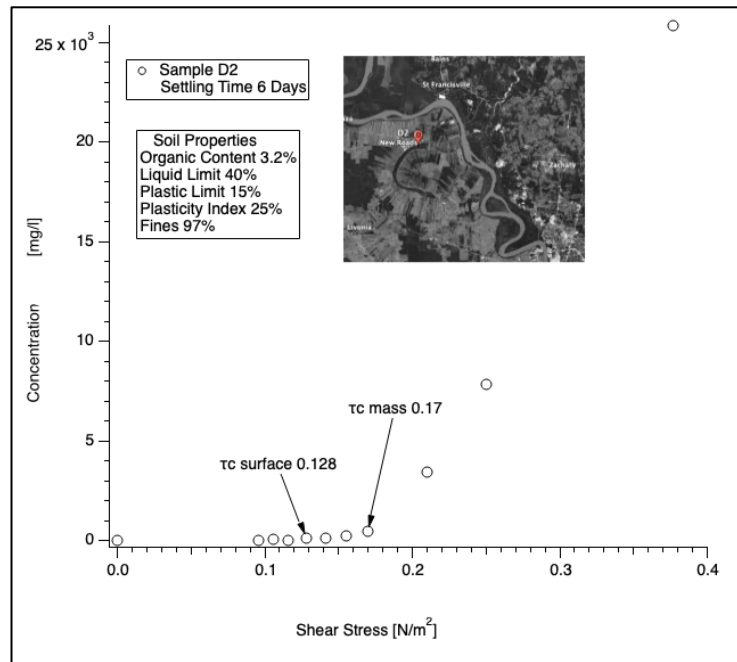 25 x 10³
20
15
10
5
0
[mg/l]
Concentration
Sample D2
Settling Time 6 Days
Soil Properties
Organic Content 3.2%
Liquid Limit 40%
Plastic Limit 15%
Plasticity Index 25%
Fines 97%
Bains
St Francisville
D2
New Roads
Zachary
Livonia
τc mass 0.17
τc surface 0.128
0.0
0.1
0.2
0.3
0.4
Shear Stress [N/m²]